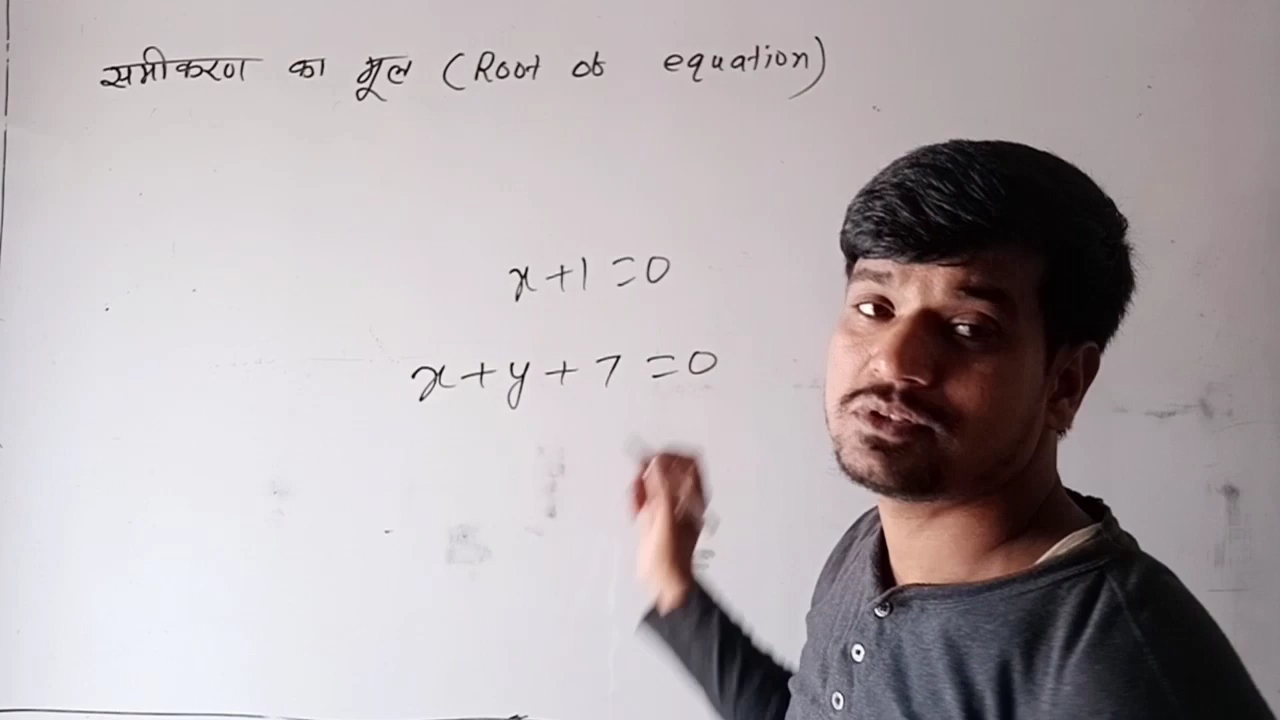 समीकरण का मूल (Root of equation)
x+1=0
x+y+7=0